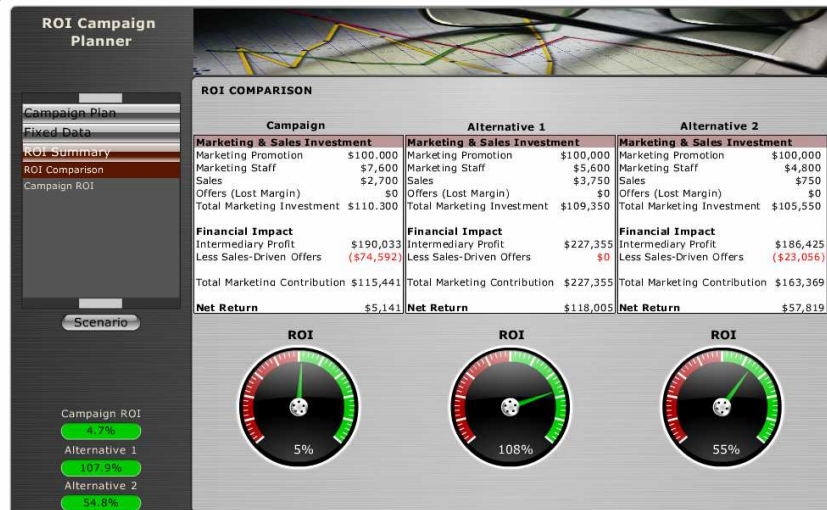 ROI Campaign
Planner
Campaign Plan
Fixed Data
ROI Summary
ROI Comparison
Campaign ROI
Scenario
Campaign ROI
4.7%
Alternative 1
107.9%
Alternative 2
54.8%
ROI COMPARISON
Campaign
Marketing & Sales Investment
Marketing Promotion $100.000
Marketing Staff $7,600
Sales $2,700
Offers (Lost Margin) $0
Total Marketing Investment $110.300
Financial Impact
Intermediary Profit $190,033
Less Sales-Driven Offers ($74,592)
Total Marketing Contribution $115,441
Net Return $5,141
ROI
5%
Alternative 1
Marketing & Sales Investment
Marketing Promotion $100,000
Marketing Staff $5,600
Sales $3,750
Offers (Lost Margin) $0
Total Marketing Investment $109,350
Financial Impact
Intermediary Profit $227,355
Less Sales-Driven Offers $0
Total Marketing Contribution $227,355
Net Return $118,005
ROI
108%
Alternative 2
Marketing & Sales Investment
Marketing Promotion $100,000
Marketing Staff $4,800
Sales $750
Offers (Lost Margin) $0
Total Marketing Investment $105,550
Financial Impact
Intermediary Profit $186,425
Less Sales-Driven Offers ($23,056)
Total Marketing Contribution $163,369
Net Return $57,819
ROI
55%